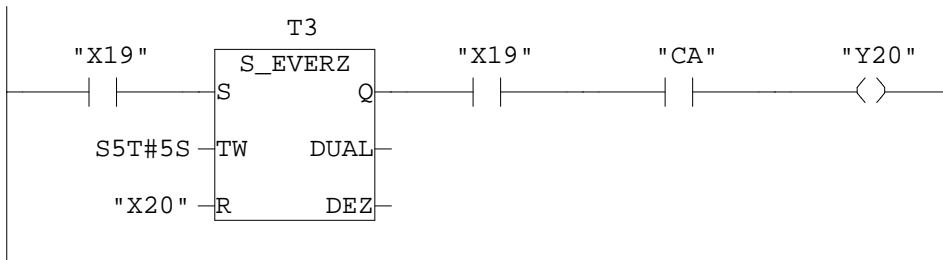 T3
"X19" S_EVERZ "X19" "CA" "Y20"
S Q
S5T#5S TW DUAL
"X20" R DEZ